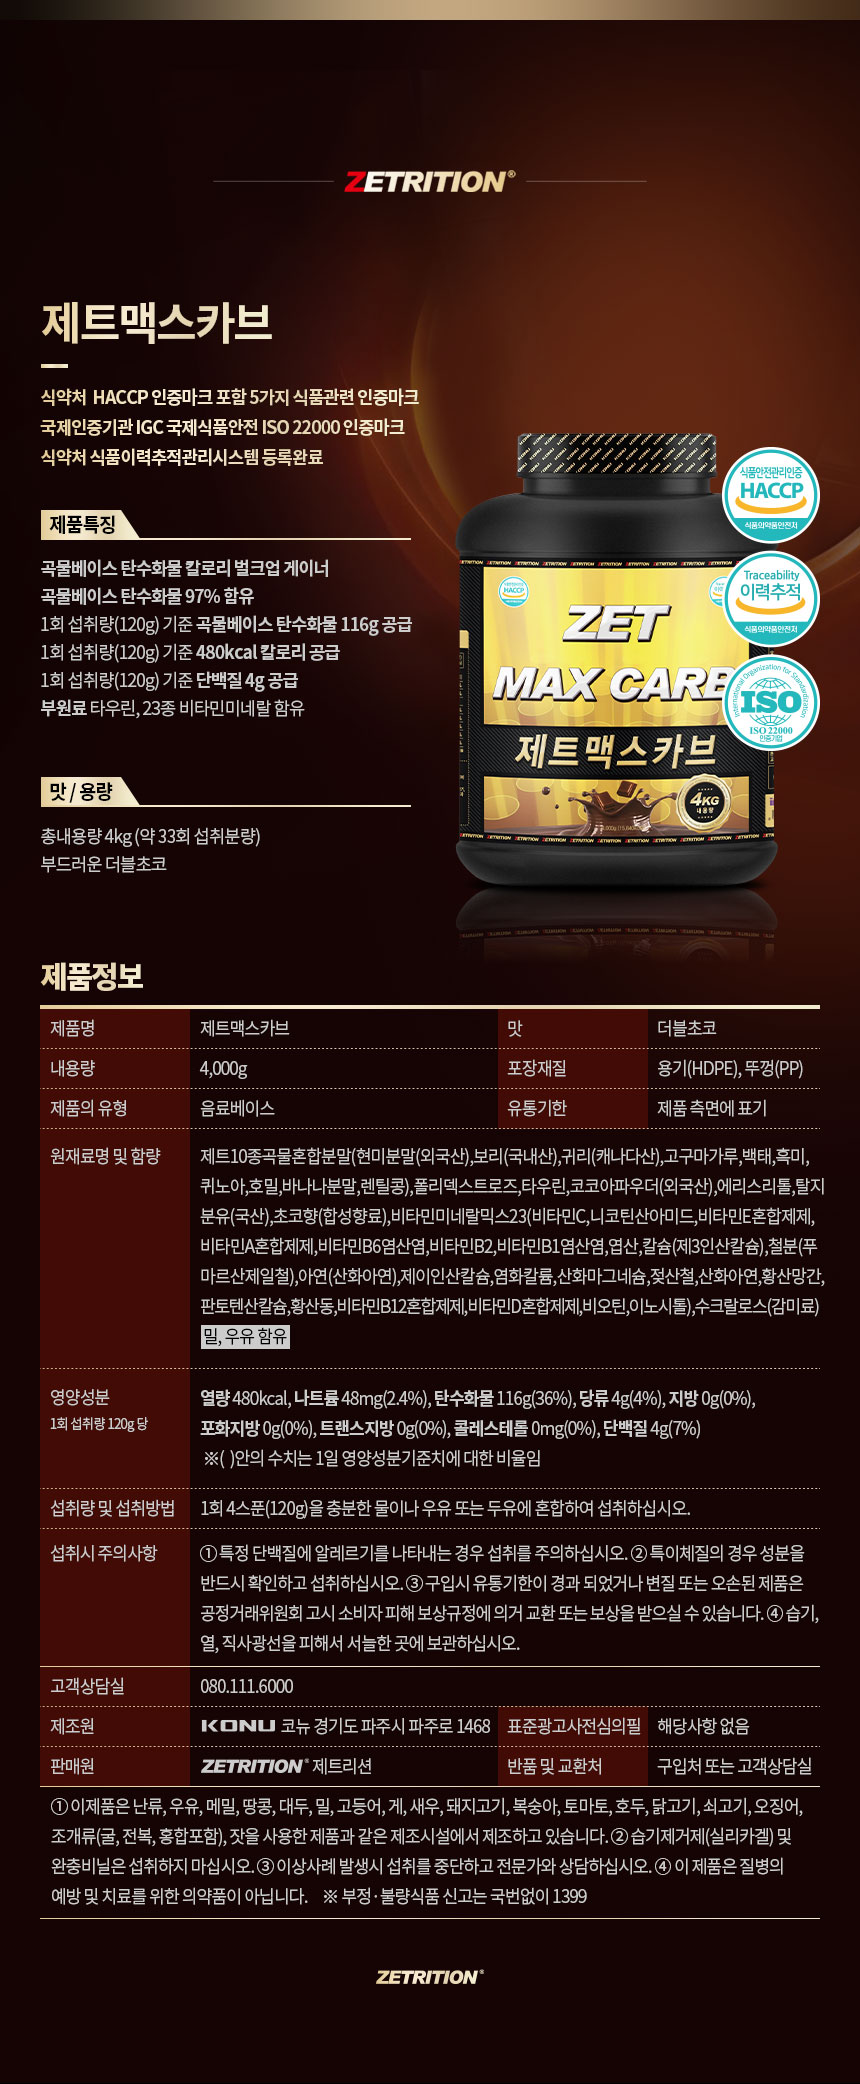 ZETRITION®
제트맥스카브
식약처 HACCP 인증마크 포함 5가지 식품관련 인증마크
국제인증기관 IGC 국제식품안전 ISO 22000 인증마크
식약처 식품이력추적관리시스템 등록완료
제품특징
곡물베이스 탄수화물 칼로리 벌크업 게이너
곡물베이스 탄수화물 97% 함유
1회 섭취량(120g) 기준 곡물베이스 탄수화물 116g 공급
1회 섭취량(120g) 기준 480kcal 칼로리 공급
1회 섭취량(120g) 기준 단백질 4g 공급
부원료 타우린, 23종 비타민미네랄 함유
맛 / 용량
총내용량 4kg (약 33회 섭취분량)
부드러운 더블초코
HACCP
ZET
MAX CARB
제트맥스카브
4KG
내용량
식품안전관리인증
HACCP
식품의약품안전처
Traceability
이력추적
식품의약품안전처
International Organization for Standardization
ISO
ISO 22000
인증기업
제품정보
제품명 제트맥스카브 맛 더블초코
내용량 4,000g 포장재질 용기(HDPE), 뚜껑(PP)
제품의 유형 음료베이스 유통기한 제품 측면에 표기
원재료명 및 함량 제트10종곡물혼합분말(현미분말(외국산),보리(국내산),귀리(캐나다산),고구마가루,백태,흑미,
퀴노아,호밀,바나나분말,렌틸콩),폴리덱스트로즈,타우린,코코아파우더(외국산),에리스리톨,탈지
분유(국산),초코향(합성향료),비타민미네랄믹스23(비타민C,니코틴산아미드,비타민E혼합제제,
비타민A혼합제제,비타민B6염산염,비타민B2,비타민B1염산염,엽산,칼슘(제3인산칼슘),철분(푸
마르산제일철),아연(산화아연),제이인산칼슘,염화칼륨,산화마그네슘,젖산철,산화아연,황산망간,
판토텐산칼슘,황산동,비타민B12혼합제제,비타민D혼합제제,비오틴,이노시톨),수크랄로스(감미료)
밀, 우유 함유
영양성분 열량 480kcal, 나트륨 48mg(2.4%), 탄수화물 116g(36%), 당류 4g(4%), 지방 0g(0%),
1회 섭취량 120g 당 포화지방 0g(0%), 트랜스지방 0g(0%), 콜레스테롤 0mg(0%), 단백질 4g(7%)
※( )안의 수치는 1일 영양성분기준치에 대한 비율임
섭취량 및 섭취방법 1회 4스푼(120g)을 충분한 물이나 우유 또는 두유에 혼합하여 섭취하십시오.
섭취시 주의사항 ① 특정 단백질에 알레르기를 나타내는 경우 섭취를 주의하십시오. ② 특이체질의 경우 성분을
반드시 확인하고 섭취하십시오. ③ 구입시 유통기한이 경과 되었거나 변질 또는 오손된 제품은
공정거래위원회 고시 소비자 피해 보상규정에 의거 교환 또는 보상을 받으실 수 있습니다. ④ 습기,
열, 직사광선을 피해서 서늘한 곳에 보관하십시오.
고객상담실 080.111.6000
제조원 KONU 코뉴 경기도 파주시 파주로 1468 표준광고사전심의필 해당사항 없음
판매원 ZETRITION® 제트리션 반품 및 교환처 구입처 또는 고객상담실
① 이제품은 난류, 우유, 메밀, 땅콩, 대두, 밀, 고등어, 게, 새우, 돼지고기, 복숭아, 토마토, 호두, 닭고기, 쇠고기, 오징어,
조개류(굴, 전복, 홍합포함), 잣을 사용한 제품과 같은 제조시설에서 제조하고 있습니다. ② 습기제거제(실리카겔) 및
완충비닐은 섭취하지 마십시오. ③ 이상사례 발생시 섭취를 중단하고 전문가와 상담하십시오. ④ 이 제품은 질병의
예방 및 치료를 위한 의약품이 아닙니다. ※ 부정·불량식품 신고는 국번없이 1399
ZETRITION®